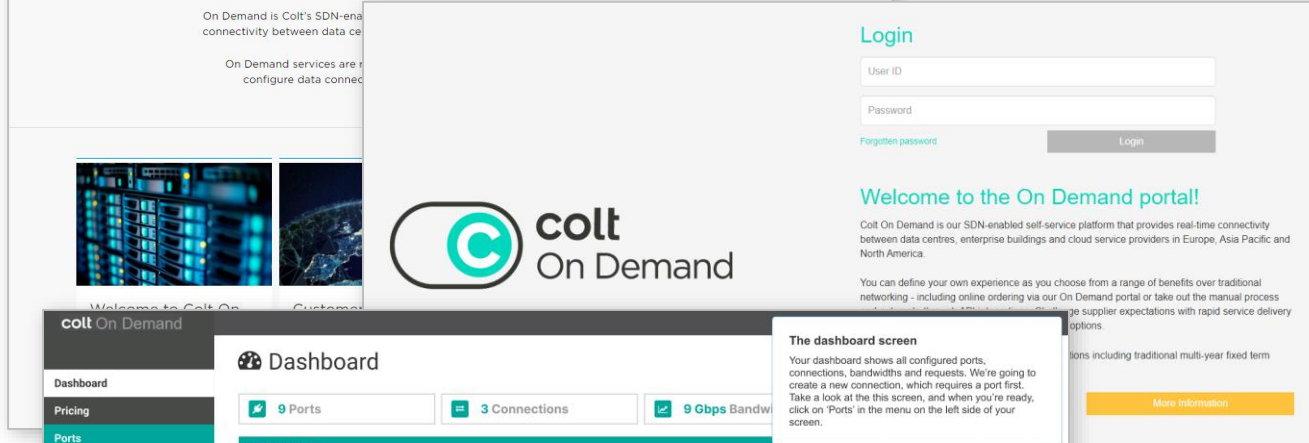 On Demand is Colt's SDN-ena
connectivity between data ce
On Demand services are
configure data connec
Welcome to Colt On
Customer
Login
User ID
Password
Forgotten password
Login
colt
On Demand
Welcome to the On Demand portal!
Colt On Demand is our SDN-enabled self-service platform that provides real-time connectivity
between data centres, enterprise buildings and cloud service providers in Europe, Asia Pacific and
North America.
You can define your own experience as you choose from a range of benefits over traditional
networking - including online ordering via our On Demand portal or take out the manual process
ge supplier expectations with rapid service delivery
options.
tions including traditional multi-year fixed term
More Information
colt On Demand
Dashboard
Pricing
Ports
Dashboard
9 Ports
3 Connections
9 Gbps Bandwi
The dashboard screen
Your dashboard shows all configured ports,
connections, bandwidths and requests. We're going to
create a new connection, which requires a port first.
Take a look at the this screen, and when you're ready,
click on 'Ports' in the menu on the left side of your
screen.